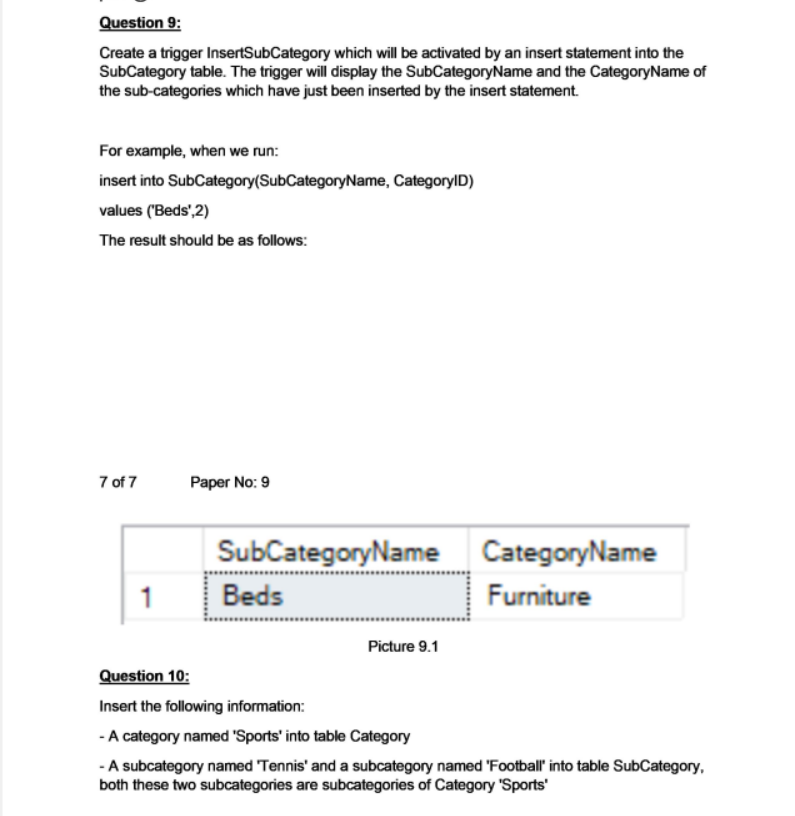 Question 9:
Create a trigger InsertSubCategory which will be activated by an insert statement into the
SubCategory table. The trigger will display the SubCategoryName and the CategoryName of
the sub-categories which have just been inserted by the insert statement.
For example, when we run:
insert into SubCategory(SubCategoryName, CategoryID)
values ('Beds',2)
The result should be as follows:
7 of 7 Paper No: 9
SubCategoryName CategoryName
1 Beds Furniture
Picture 9.1
Question 10:
Insert the following information:
- A category named 'Sports' into table Category
- A subcategory named 'Tennis' and a subcategory named 'Football' into table SubCategory,
both these two subcategories are subcategories of Category 'Sports'